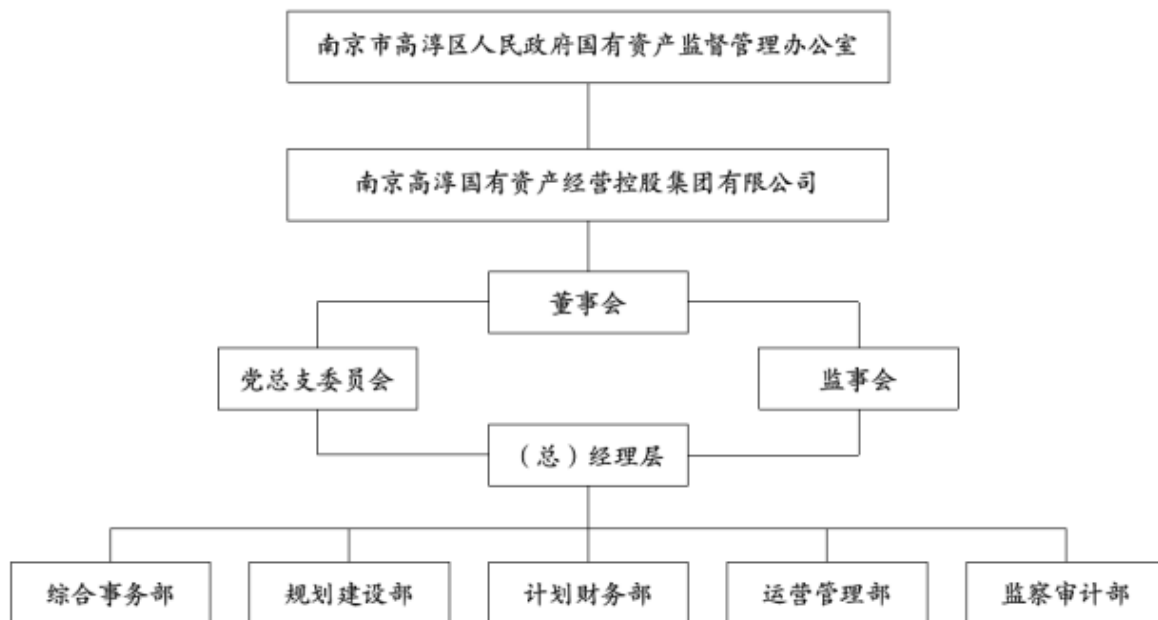 南京市高淳区人民政府国有资产监督管理办公室
南京高淳国有资产经营控股集团有限公司
董事会
党总支委员会
监事会
（总）经理层
综合事务部
规划建设部
计划财务部
运营管理部
监察审计部